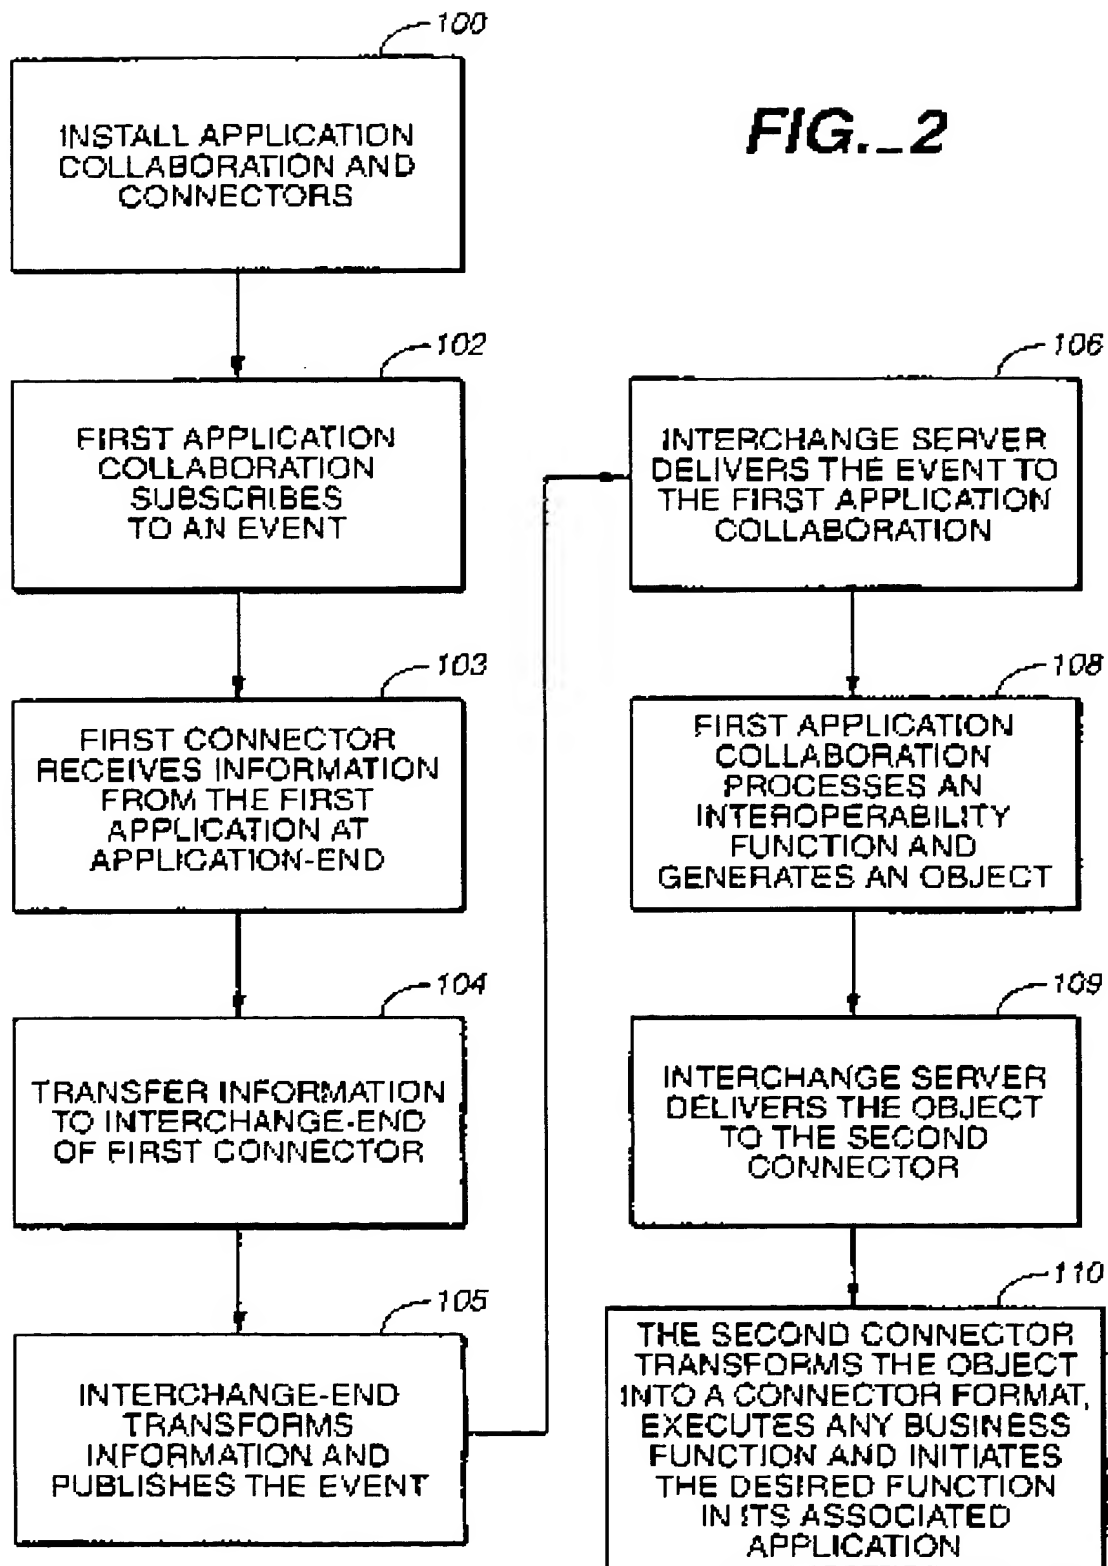 FIG._2
100
INSTALL APPLICATION
COLLABORATION AND
CONNECTORS
102
FIRST APPLICATION
COLLABORATION
SUBSCRIBES
TO AN EVENT
103
FIRST CONNECTOR
RECEIVES INFORMATION
FROM THE FIRST
APPLICATION AT
APPLICATION-END
104
TRANSFER INFORMATION
TO INTERCHANGE-END
OF FIRST CONNECTOR
105
INTERCHANGE-END
TRANSFORMS
INFORMATION AND
PUBLISHES THE EVENT
106
INTERCHANGE SERVER
DELIVERS THE EVENT TO
THE FIRST APPLICATION
COLLABORATION
108
FIRST APPLICATION
COLLABORATION
PROCESSES AN
INTEROPERABILITY
FUNCTION AND
GENERATES AN OBJECT
109
INTERCHANGE SERVER
DELIVERS THE OBJECT
TO THE SECOND
CONNECTOR
110
THE SECOND CONNECTOR
TRANSFORMS THE OBJECT
INTO A CONNECTOR FORMAT,
EXECUTES ANY BUSINESS
FUNCTION AND INITIATES
THE DESIRED FUNCTION
IN ITS ASSOCIATED
APPLICATION